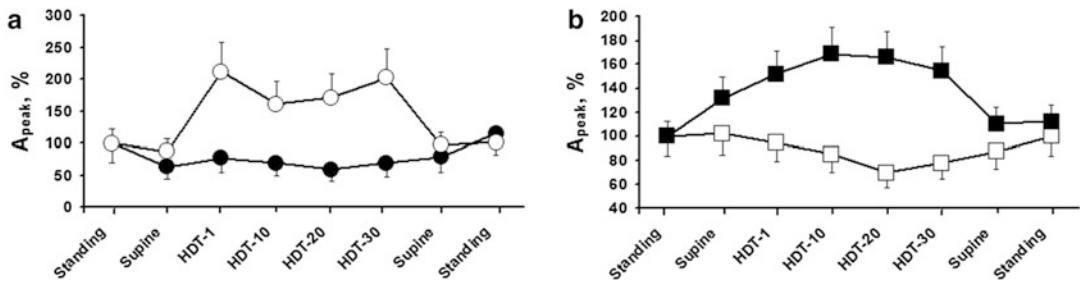 a
A peak, %
300
250
200
150
100
50
0
Standing
Supine
HDT-1
HDT-10
HDT-20
HDT-30
Supine
Standing
b
A peak, %
200
180
160
140
120
100
80
60
40
Standing
Supine
HDT-1
HDT-10
HDT-20
HDT-30
Supine
Standing